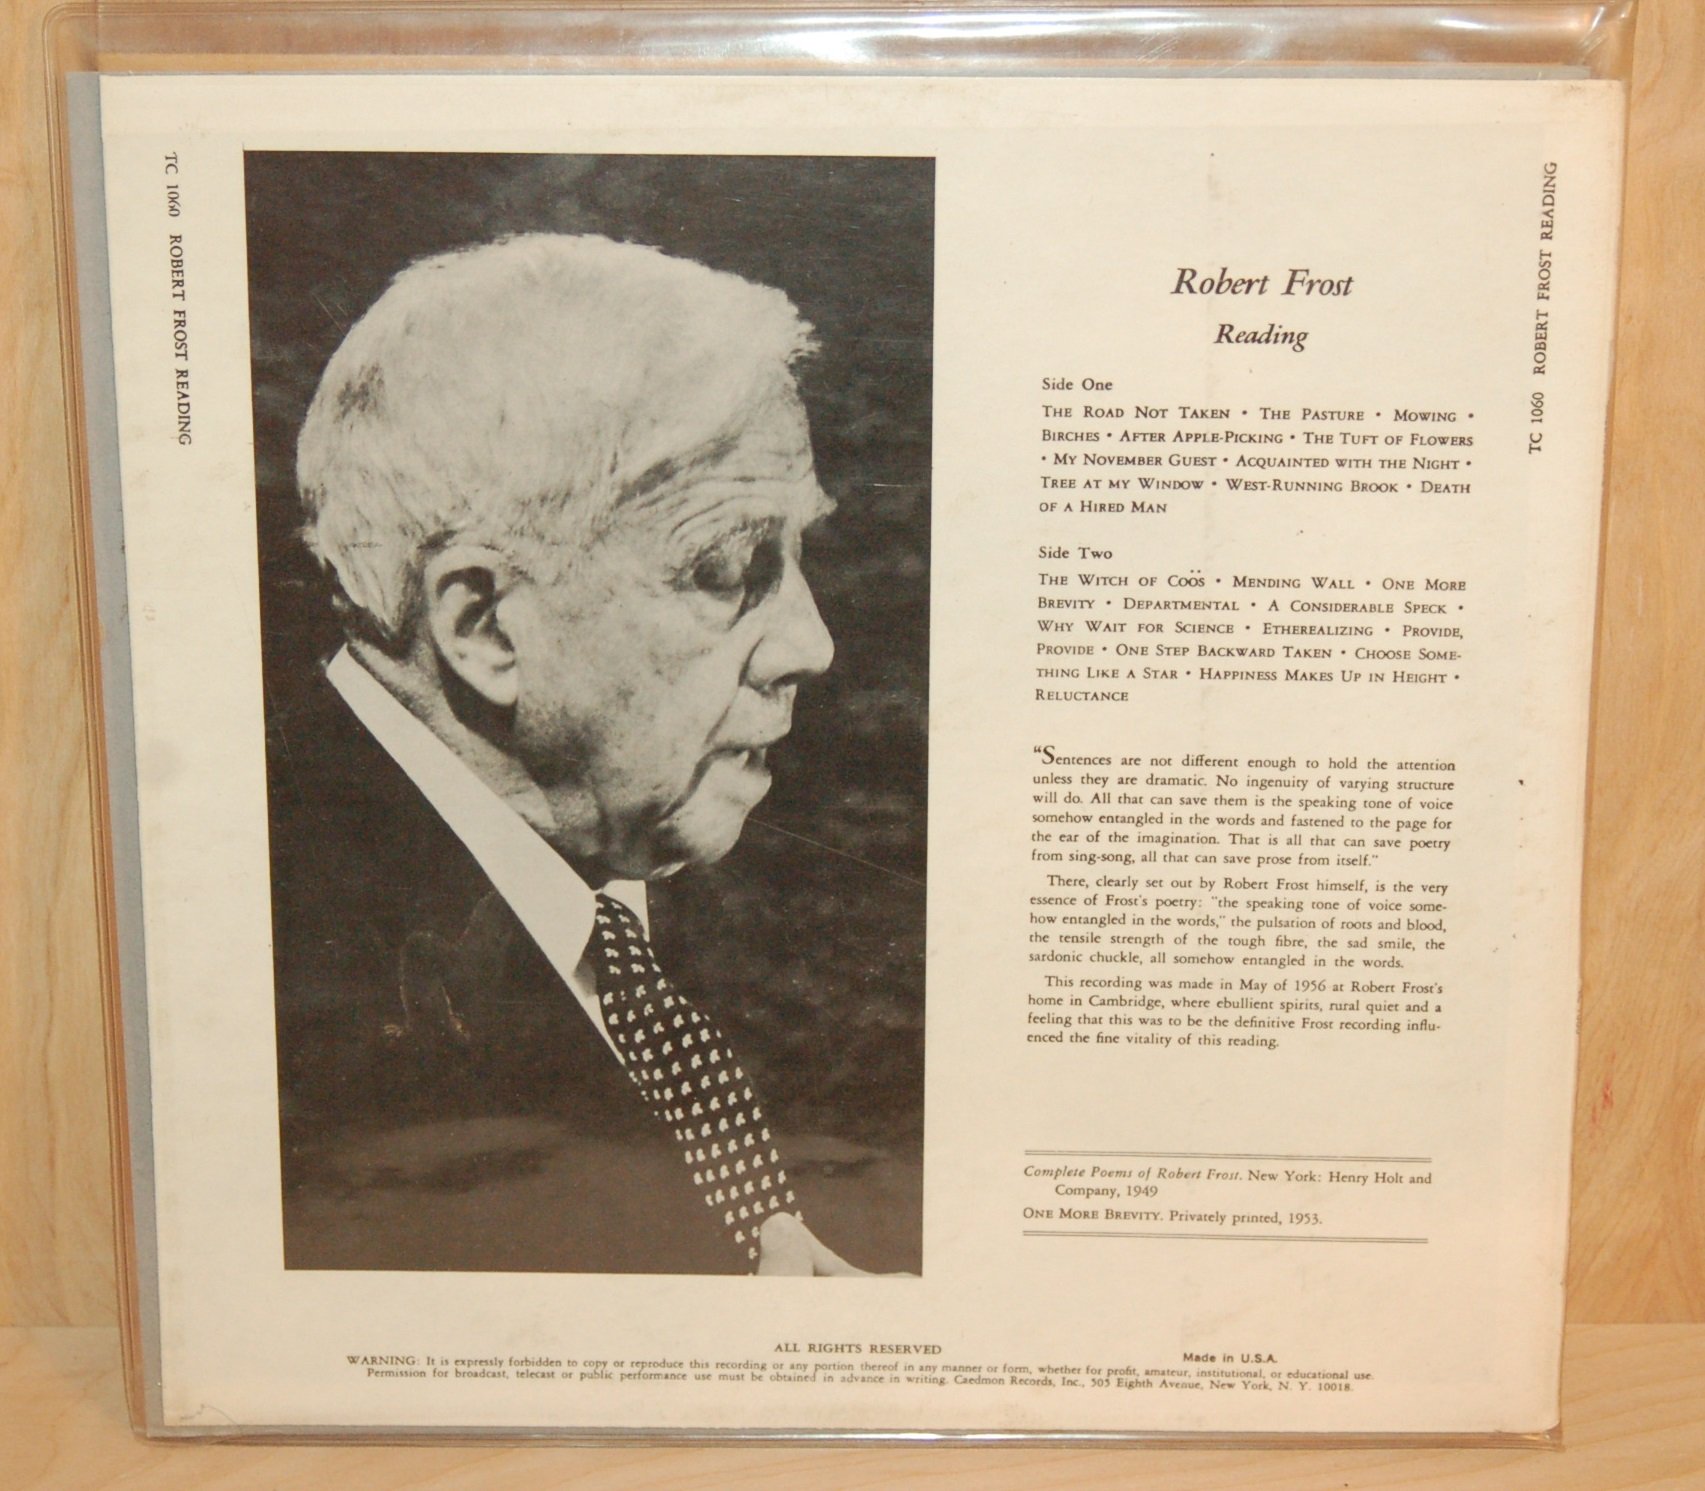 TC 1060 ROBERT FROST READING
Robert Frost
Reading
Side One
THE ROAD NOT TAKEN • THE PASTURE • MOWING •
BIRCHES • AFTER APPLE-PICKING • THE TUFT OF FLOWERS
• MY NOVEMBER GUEST • ACQUAINTED WITH THE NIGHT •
TREE AT MY WINDOW • WEST-RUNNING BROOK • DEATH
OF A HIRED MAN
Side Two
THE WITCH OF COÖS • MENDING WALL • ONE MORE
BREVITY • DEPARTMENTAL • A CONSIDERABLE SPECK •
WHY WAIT FOR SCIENCE • ETHEREALIZING • PROVIDE,
PROVIDE • ONE STEP BACKWARD TAKEN • CHOOSE SOME-
THING LIKE A STAR • HAPPINESS MAKES UP IN HEIGHT •
RELUCTANCE
“Sentences are not different enough to hold the attention
unless they are dramatic. No ingenuity of varying structure
will do. All that can save them is the speaking tone of voice
somehow entangled in the words and fastened to the page for
the ear of the imagination. That is all that can save poetry
from sing-song, all that can save prose from itself.”
There, clearly set out by Robert Frost himself, is the very
essence of Frost's poetry: "the speaking tone of voice some-
how entangled in the words," the pulsation of roots and blood,
the tensile strength of the tough fibre, the sad smile, the
sardonic chuckle, all somehow entangled in the words.
This recording was made in May of 1956 at Robert Frost's
home in Cambridge, where ebullient spirits, rural quiet and a
feeling that this was to be the definitive Frost recording influ-
enced the fine vitality of this reading.
Complete Poems of Robert Frost. New York: Henry Holt and
Company, 1949
ONE MORE BREVITY. Privately printed, 1953.
TC 1060 ROBERT FROST READING
ALL RIGHTS RESERVED
Made in U.S.A.
WARNING: It is expressly forbidden to copy or reproduce this recording or any portion thereof in any manner or form, whether for profit, amateur, institutional, or educational use.
Permission for broadcast, telecast or public performance use must be obtained in advance in writing. Caedmon Records, Inc., 505 Eighth Avenue, New York, N. Y. 10018.